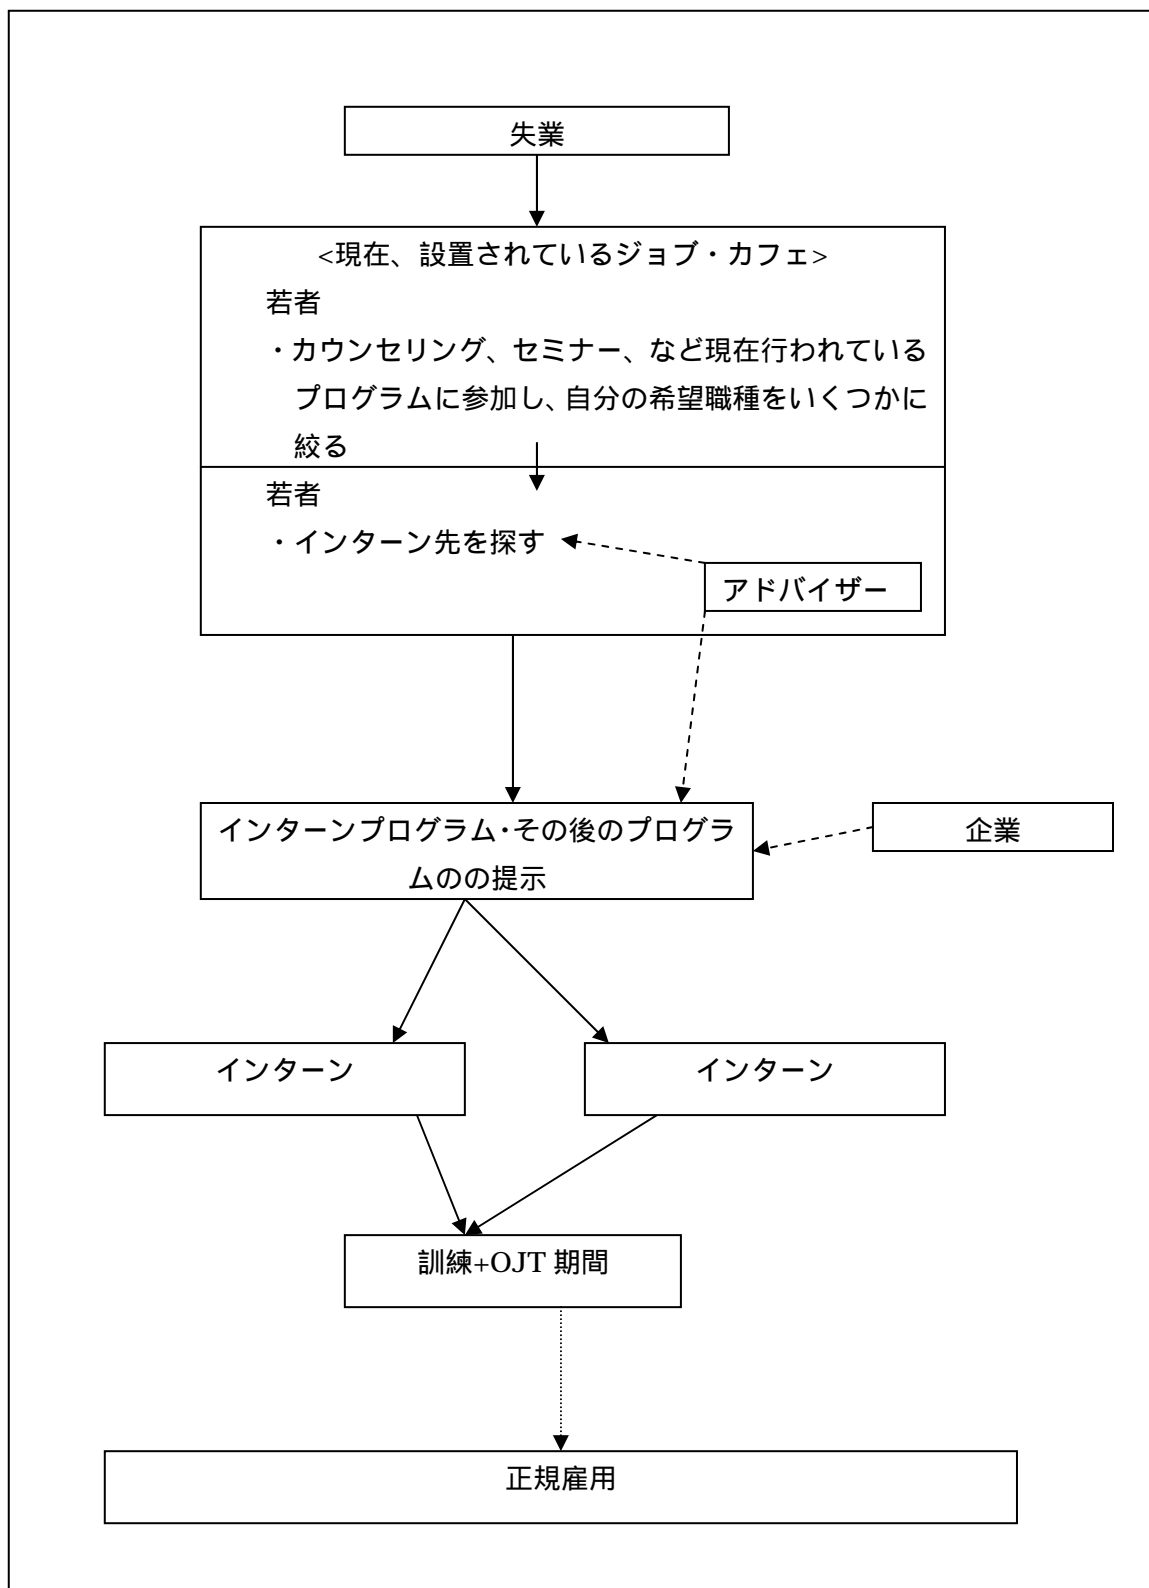 失業
<現在、設置されているジョブ・カフェ>
若者
・カウンセリング、セミナー、など現在行われている
プログラムに参加し、自分の希望職種をいくつかに
絞る
若者
・インターン先を探す
アドバイザー
インターンプログラム・その後のプログラ
ムのの提示
企業
インターン
インターン
訓練+OJT 期間
正規雇用